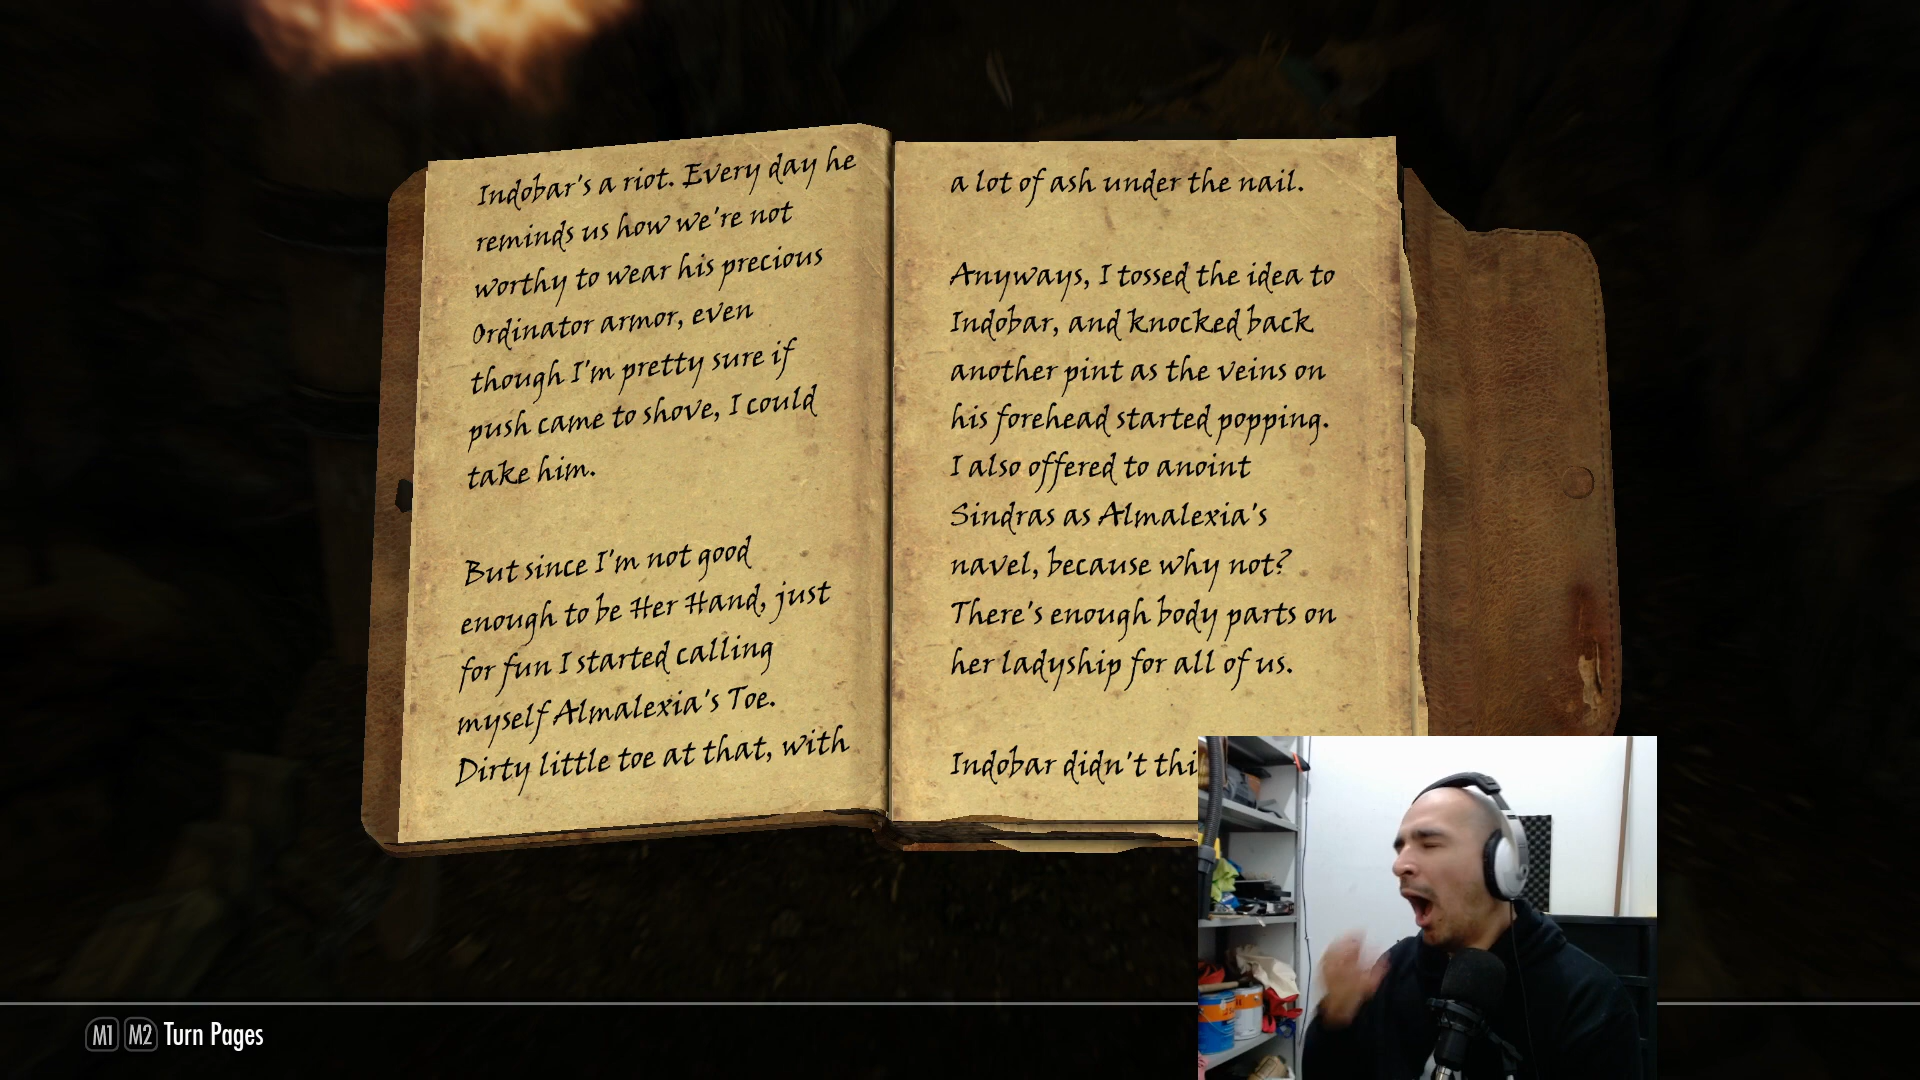 Indobar's a riot. Every day he
reminds us how we're not
worthy to wear his precious
Ordinator armor, even
though I'm pretty sure if
push came to shove, I could
take him.
But since I'm not good
enough to be Her Hand, just
for fun I started calling
myself Almalexia's Toe.
Dirty little toe at that, with
a lot of ash under the nail.
Anyways, I tossed the idea to
Indobar, and knocked back
another pint as the veins on
his forehead started popping.
I also offered to anoint
Sindras as Almalexia's
navel, because why not?
There's enough body parts on
her ladyship for all of us.
Indobar didn't
M1 M2 Turn Pages